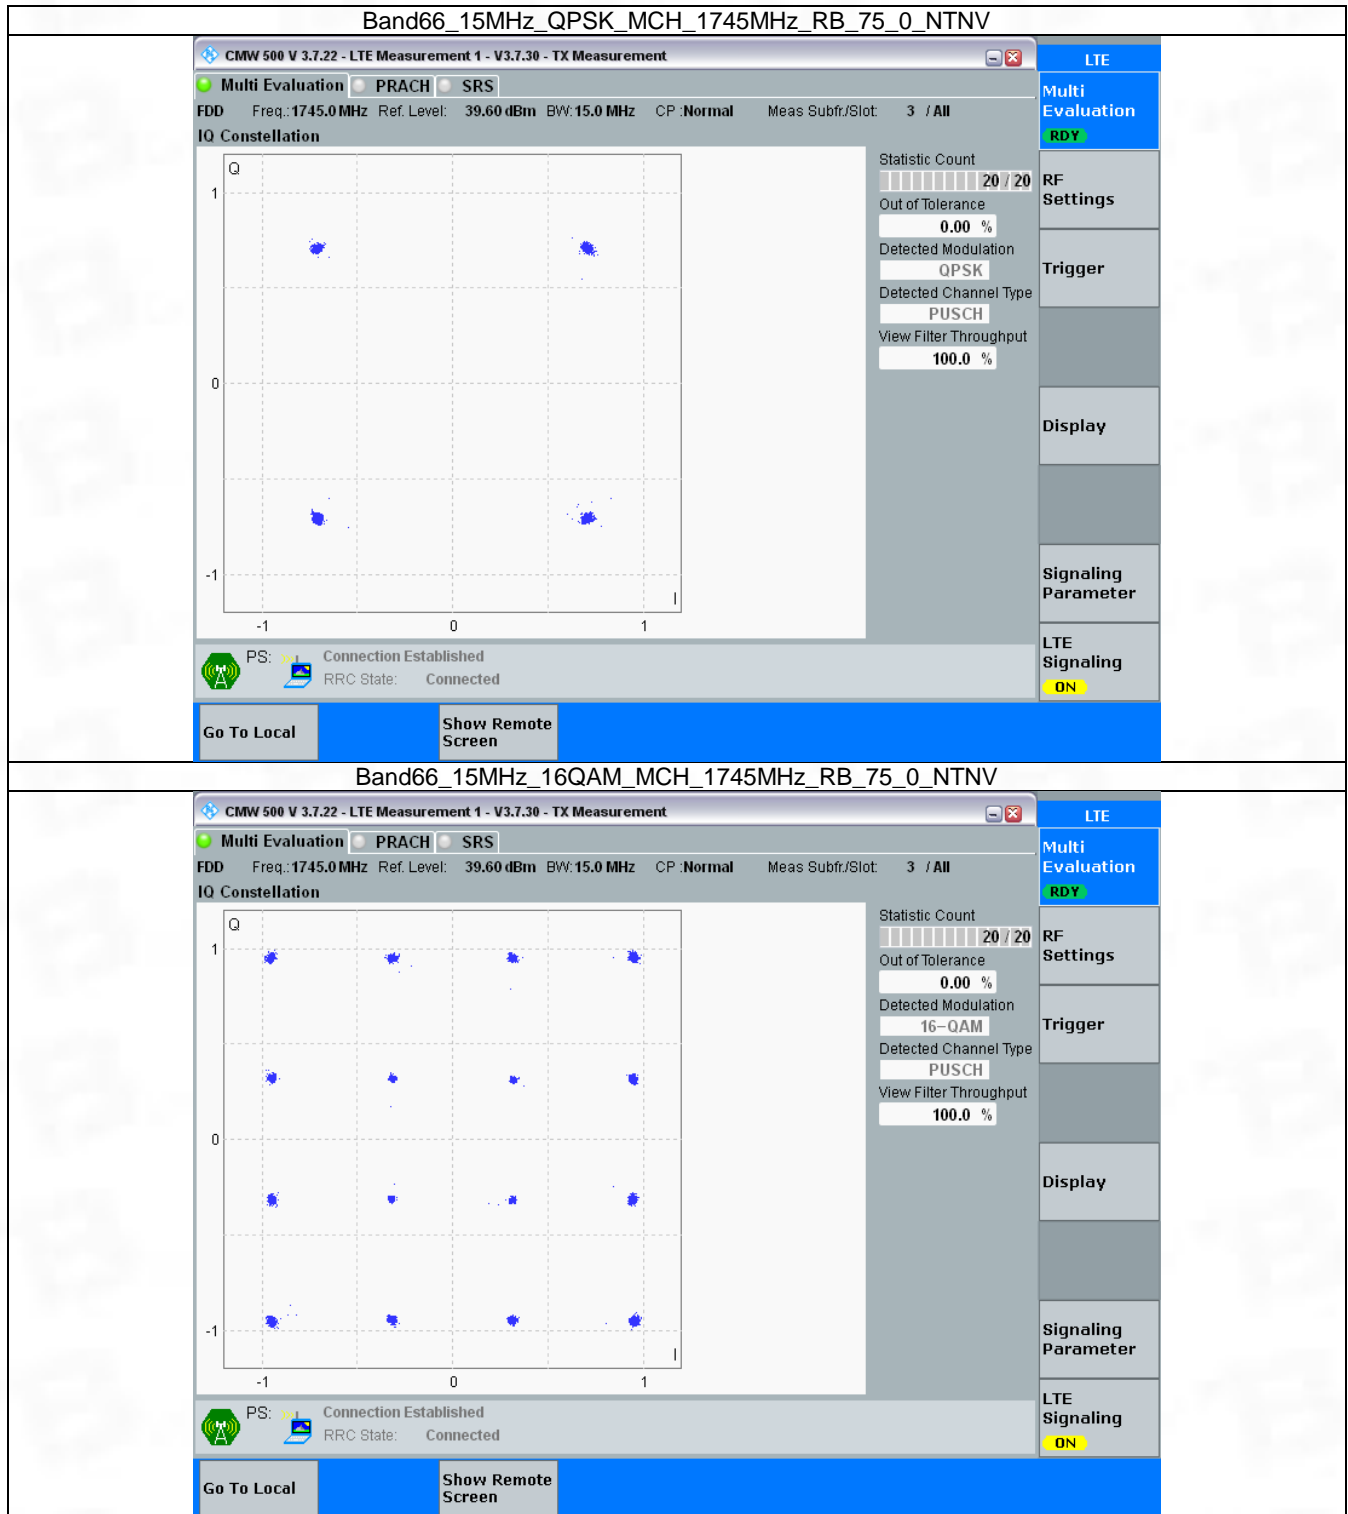 Band66_15MHz_QPSK_MCH_1745MHz_RB_75_0_NTNV
CMW 500 V 3.7.22 - LTE Measurement 1 - V3.7.30 - TX Measurement
LTE
Multi Evaluation PRACH SRS
Multi
Evaluation
RDY
FDD Freq.:1745.0 MHz Ref. Level: 39.60 dBm BW:15.0 MHz CP :Normal Meas Subfr./Slot: 3 / All
IQ Constellation
Q
1
0
-1
I
-1 0 1
Statistic Count
20 / 20
Out of Tolerance
0.00 %
Detected Modulation
QPSK
Detected Channel Type
PUSCH
View Filter Throughput
100.0 %
RF
Settings
Trigger
Display
Signaling
Parameter
LTE
Signaling
ON
PS: Connection Established
RRC State: Connected
Go To Local
Show Remote
Screen
Band66_15MHz_16QAM_MCH_1745MHz_RB_75_0_NTNV
CMW 500 V 3.7.22 - LTE Measurement 1 - V3.7.30 - TX Measurement
LTE
Multi Evaluation PRACH SRS
Multi
Evaluation
RDY
FDD Freq.:1745.0 MHz Ref. Level: 39.60 dBm BW:15.0 MHz CP :Normal Meas Subfr./Slot: 3 / All
IQ Constellation
Q
1
0
-1
I
-1 0 1
Statistic Count
20 / 20
Out of Tolerance
0.00 %
Detected Modulation
16-QAM
Detected Channel Type
PUSCH
View Filter Throughput
100.0 %
RF
Settings
Trigger
Display
Signaling
Parameter
LTE
Signaling
ON
PS: Connection Established
RRC State: Connected
Go To Local
Show Remote
Screen